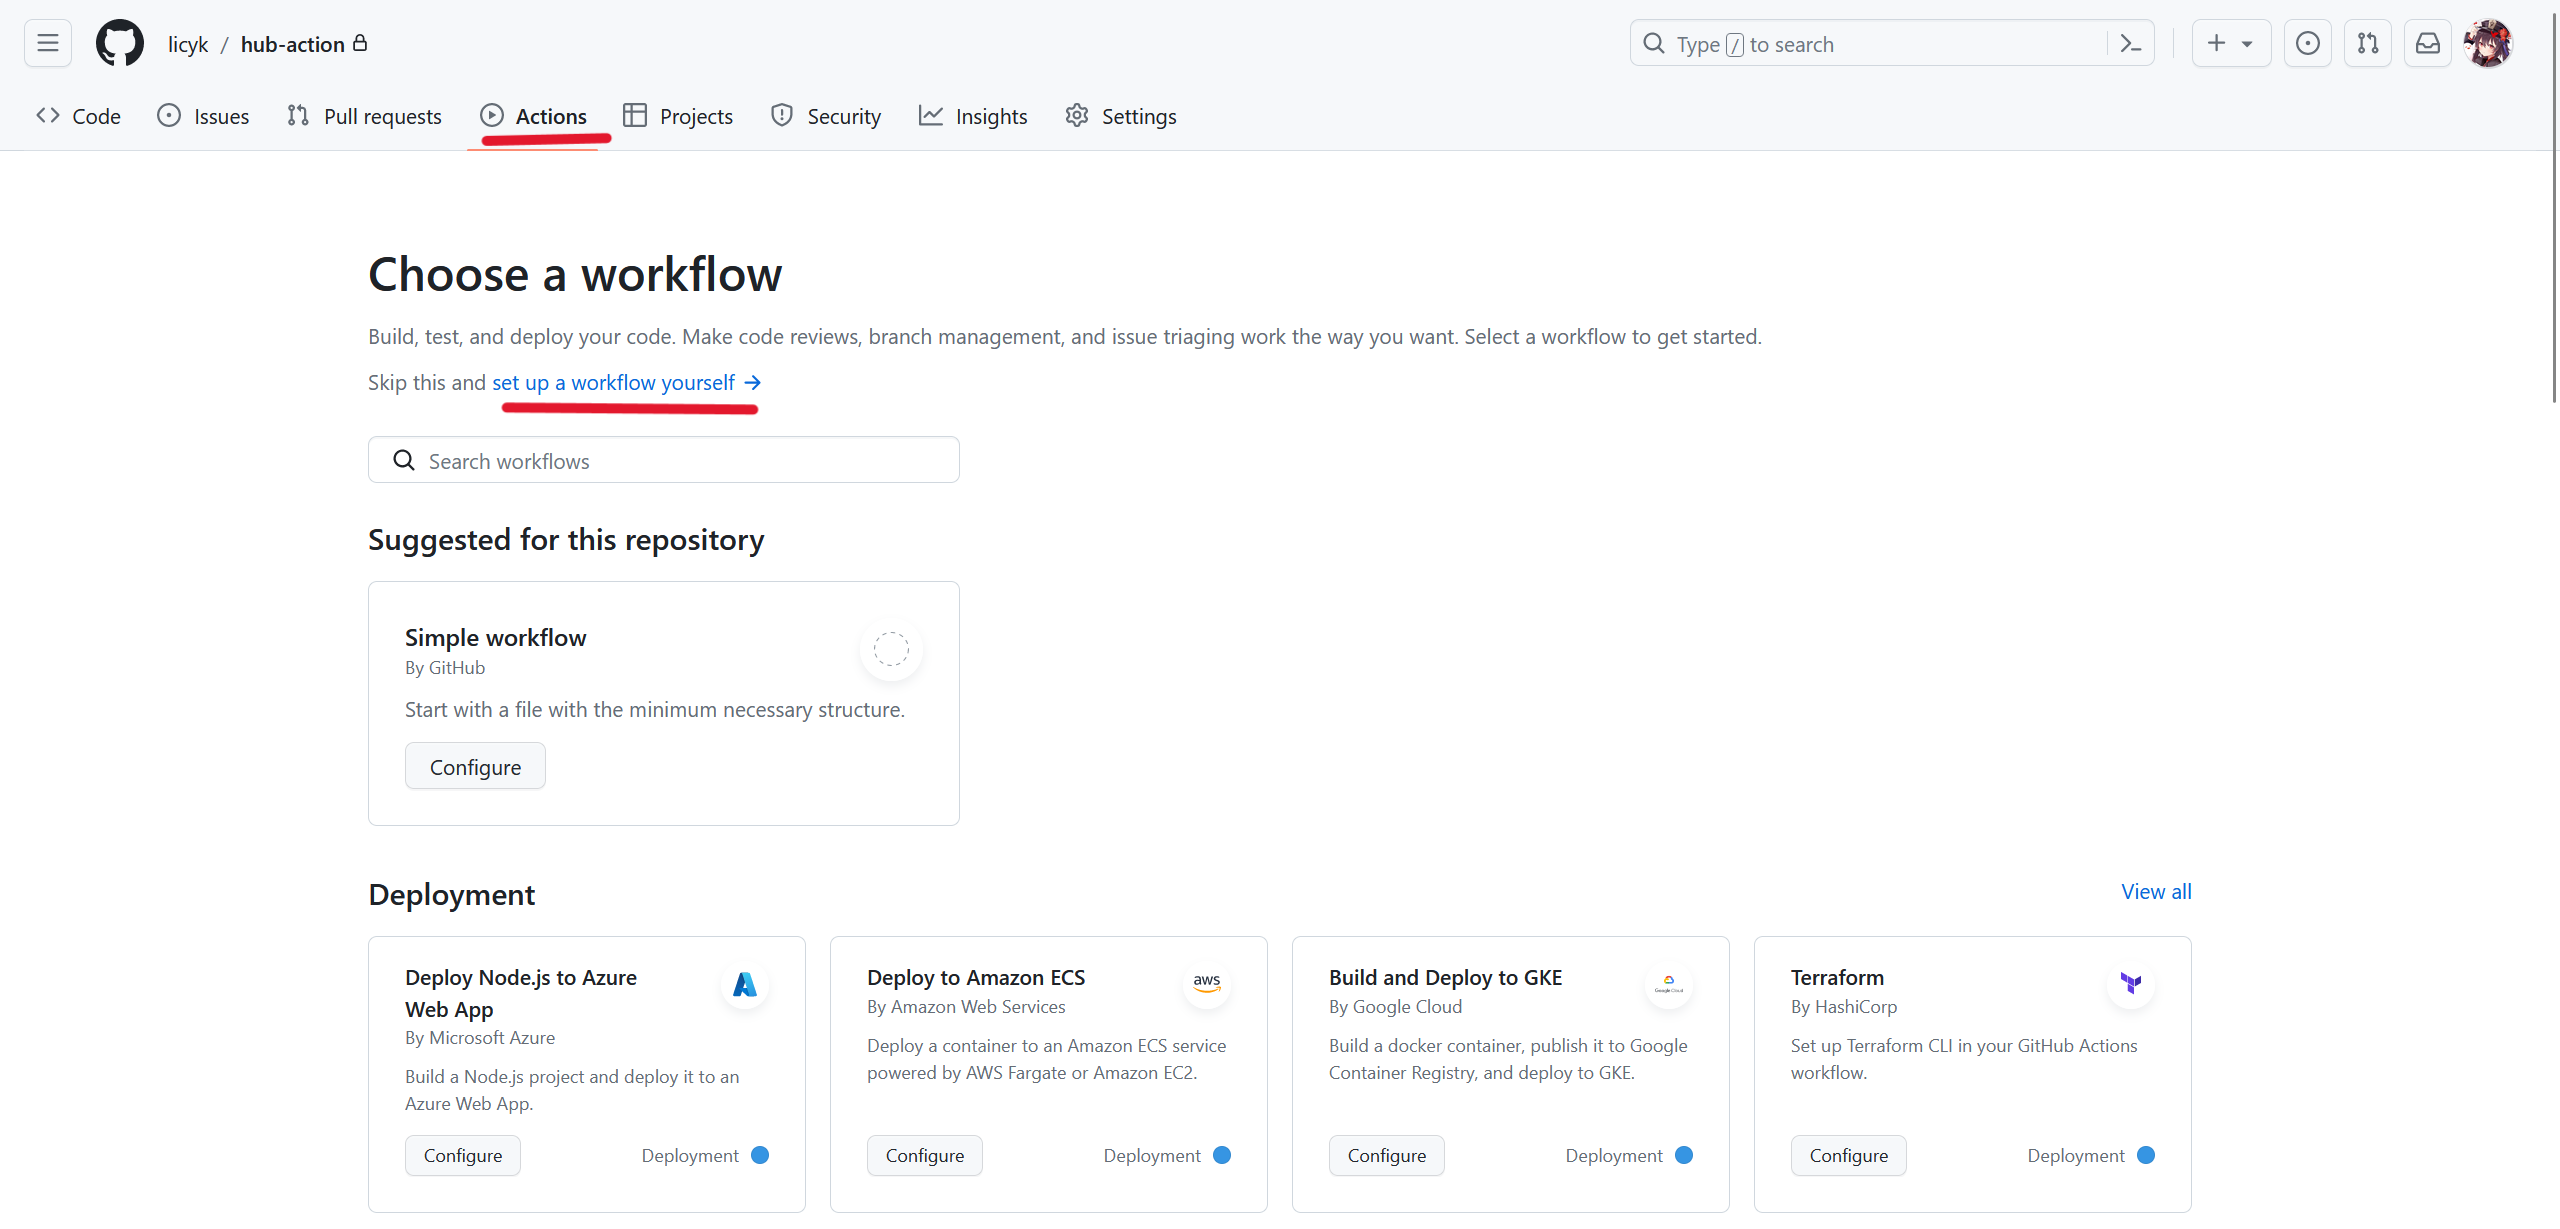 licyk / hub-action
Type / to search
Code Issues Pull requests Actions Projects Security Insights Settings
Choose a workflow
Build, test, and deploy your code. Make code reviews, branch management, and issue triaging work the way you want. Select a workflow to get started.
Skip this and set up a workflow yourself →
Search workflows
Suggested for this repository
Simple workflow
By GitHub
Start with a file with the minimum necessary structure.
Configure
Deployment
View all
Deploy Node.js to Azure
Web App
By Microsoft Azure
Build a Node.js project and deploy it to an
Azure Web App.
Configure
Deployment
Deploy to Amazon ECS
aws
By Amazon Web Services
Deploy a container to an Amazon ECS service
powered by AWS Fargate or Amazon EC2.
Configure
Deployment
Build and Deploy to GKE
Google Cloud
By Google Cloud
Build a docker container, publish it to Google
Container Registry, and deploy to GKE.
Configure
Deployment
Terraform
By HashiCorp
Set up Terraform CLI in your GitHub Actions
workflow.
Configure
Deployment